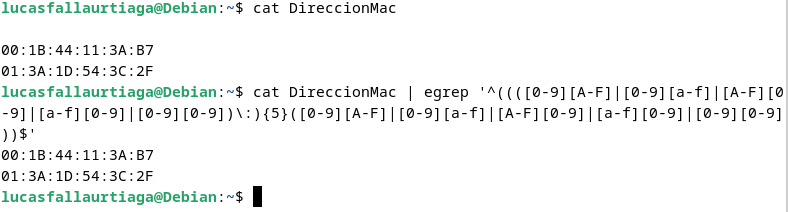 lucasfallaurtiaga@Debian:~$ cat DireccionMac
00:1B:44:11:3A:B7
01:3A:1D:54:3C:2F
lucasfallaurtiaga@Debian:~$ cat DireccionMac | egrep '^((([0-9][A-F]|[0-9][a-f]|[A-F][0
-9]|[a-f][0-9]|[0-9][0-9])\:){5}([0-9][A-F]|[0-9][a-f]|[A-F][0-9]|[a-f][0-9]|[0-9][0-9]
))$'
00:1B:44:11:3A:B7
01:3A:1D:54:3C:2F
lucasfallaurtiaga@Debian:~$